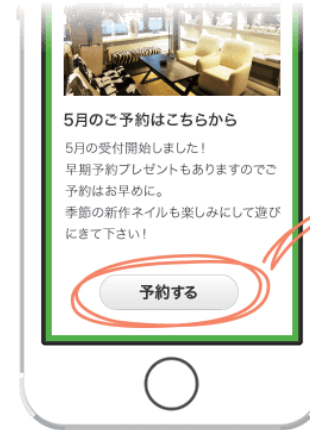 5月のご予約はこちらから
5月の受付開始しました！
早期予約プレゼントもありますのでご
予約はお早めに。
季節の新作ネイルも楽しみにして遊び
にきて下さい！
予約する